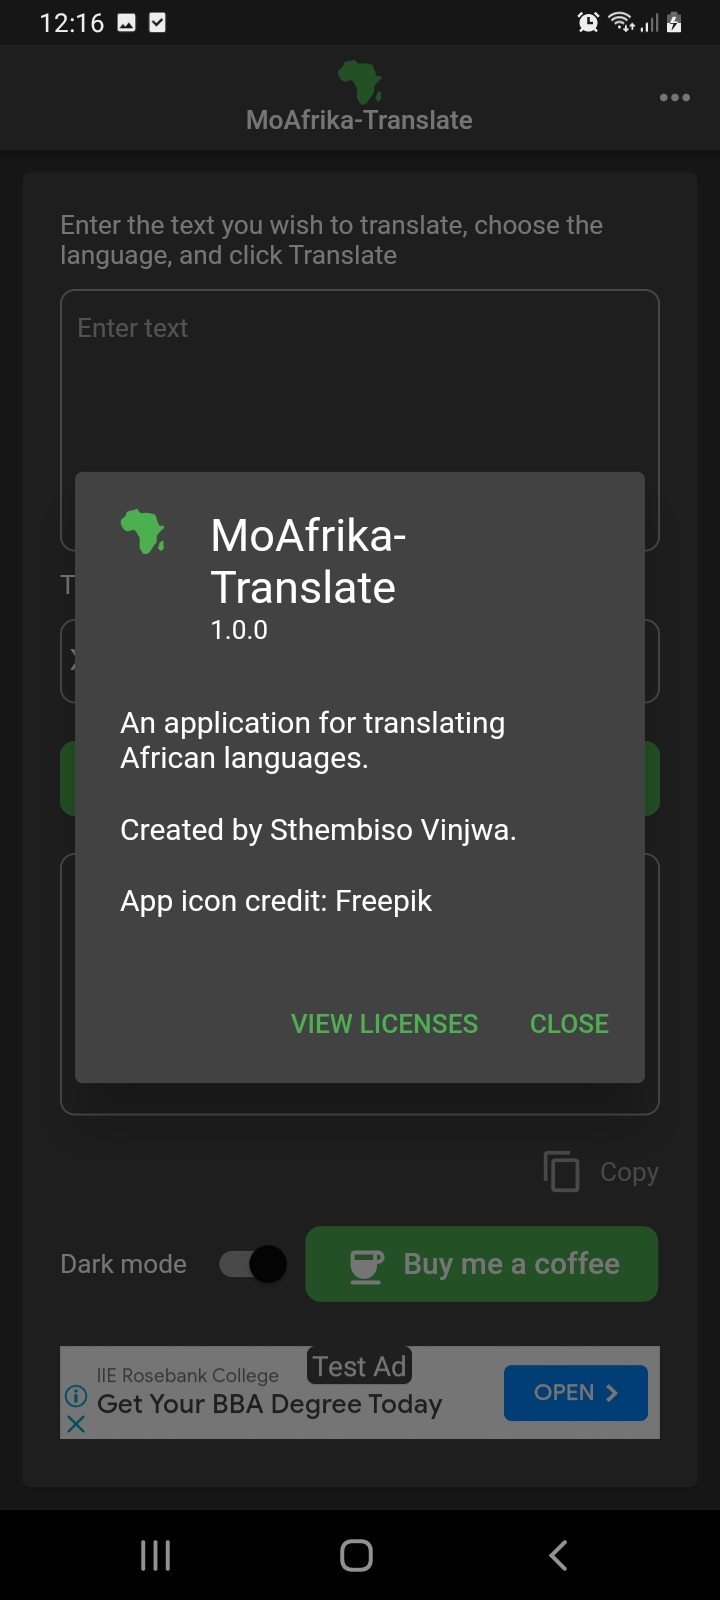 12:16
MoAfrika-Translate
Enter the text you wish to translate, choose the
language, and click Translate
Enter text
T
MoAfrika-
Translate
1.0.0
An application for translating
African languages.
Created by Sthembiso Vinjwa.
App icon credit: Freepik
VIEW LICENSES CLOSE
Copy
Dark mode
Buy me a coffee
IIE Rosebank College
Test Ad
Get Your BBA Degree Today
OPEN